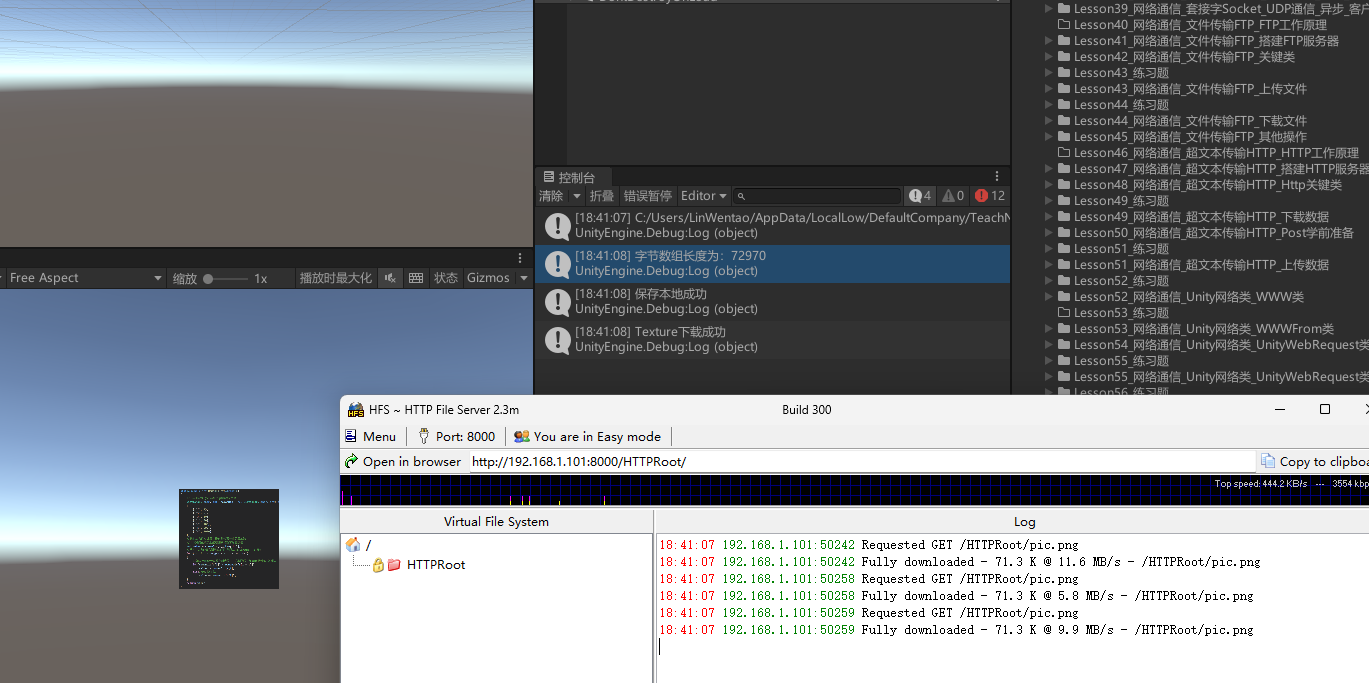 Lesson39_网络通信_套接字Socket_UDP通信_异步_客户
Lesson40_网络通信_文件传输FTP_FTP工作原理
Lesson41_网络通信_文件传输FTP_搭建FTP服务器
Lesson42_网络通信_文件传输FTP_关键类
Lesson43_练习题
Lesson43_网络通信_文件传输FTP_上传文件
Lesson44_练习题
Lesson44_网络通信_文件传输FTP_下载文件
Lesson45_网络通信_文件传输FTP_其他操作
Lesson46_网络通信_超文本传输HTTP_HTTP工作原理
Lesson47_网络通信_超文本传输HTTP_搭建HTTP服务器
Lesson48_网络通信_超文本传输HTTP_Http关键类
Lesson49_练习题
Lesson49_网络通信_超文本传输HTTP_下载数据
Lesson50_网络通信_超文本传输HTTP_Post学前准备
Lesson51_练习题
Lesson51_网络通信_超文本传输HTTP_上传数据
Lesson52_练习题
Lesson52_网络通信_Unity网络类_WWW类
Lesson53_练习题
Lesson53_网络通信_Unity网络类_WWWFrom类
Lesson54_网络通信_Unity网络类_UnityWebRequest类
Lesson55_练习题
Lesson55_网络通信_Unity网络类_UnityWebRequest类
Lesson56_练习题
控制台
清除 折叠 错误暂停 Editor 4 0 12
[18:41:07] C:/Users/LinWentao/AppData/LocalLow/DefaultCompany/TeachN
UnityEngine.Debug:Log (object)
[18:41:08] 字节数组长度为：72970
UnityEngine.Debug:Log (object)
[18:41:08] 保存本地成功
UnityEngine.Debug:Log (object)
[18:41:08] Texture下载成功
UnityEngine.Debug:Log (object)
Free Aspect 缩放 1x 播放时最大化 状态 Gizmos
HFS ~ HTTP File Server 2.3m Build 300
Menu Port: 8000 You are in Easy mode
Open in browser http://192.168.1.101:8000/HTTPRoot/ Copy to clipboa
Top speed: 444.2 KB/s --- 3554 kbp
Virtual File System Log
/
HTTPRoot
18:41:07 192.168.1.101:50242 Requested GET /HTTPRoot/pic.png
18:41:07 192.168.1.101:50242 Fully downloaded - 71.3 K @ 11.6 MB/s - /HTTPRoot/pic.png
18:41:07 192.168.1.101:50258 Requested GET /HTTPRoot/pic.png
18:41:07 192.168.1.101:50258 Fully downloaded - 71.3 K @ 5.8 MB/s - /HTTPRoot/pic.png
18:41:07 192.168.1.101:50259 Requested GET /HTTPRoot/pic.png
18:41:07 192.168.1.101:50259 Fully downloaded - 71.3 K @ 9.9 MB/s - /HTTPRoot/pic.png